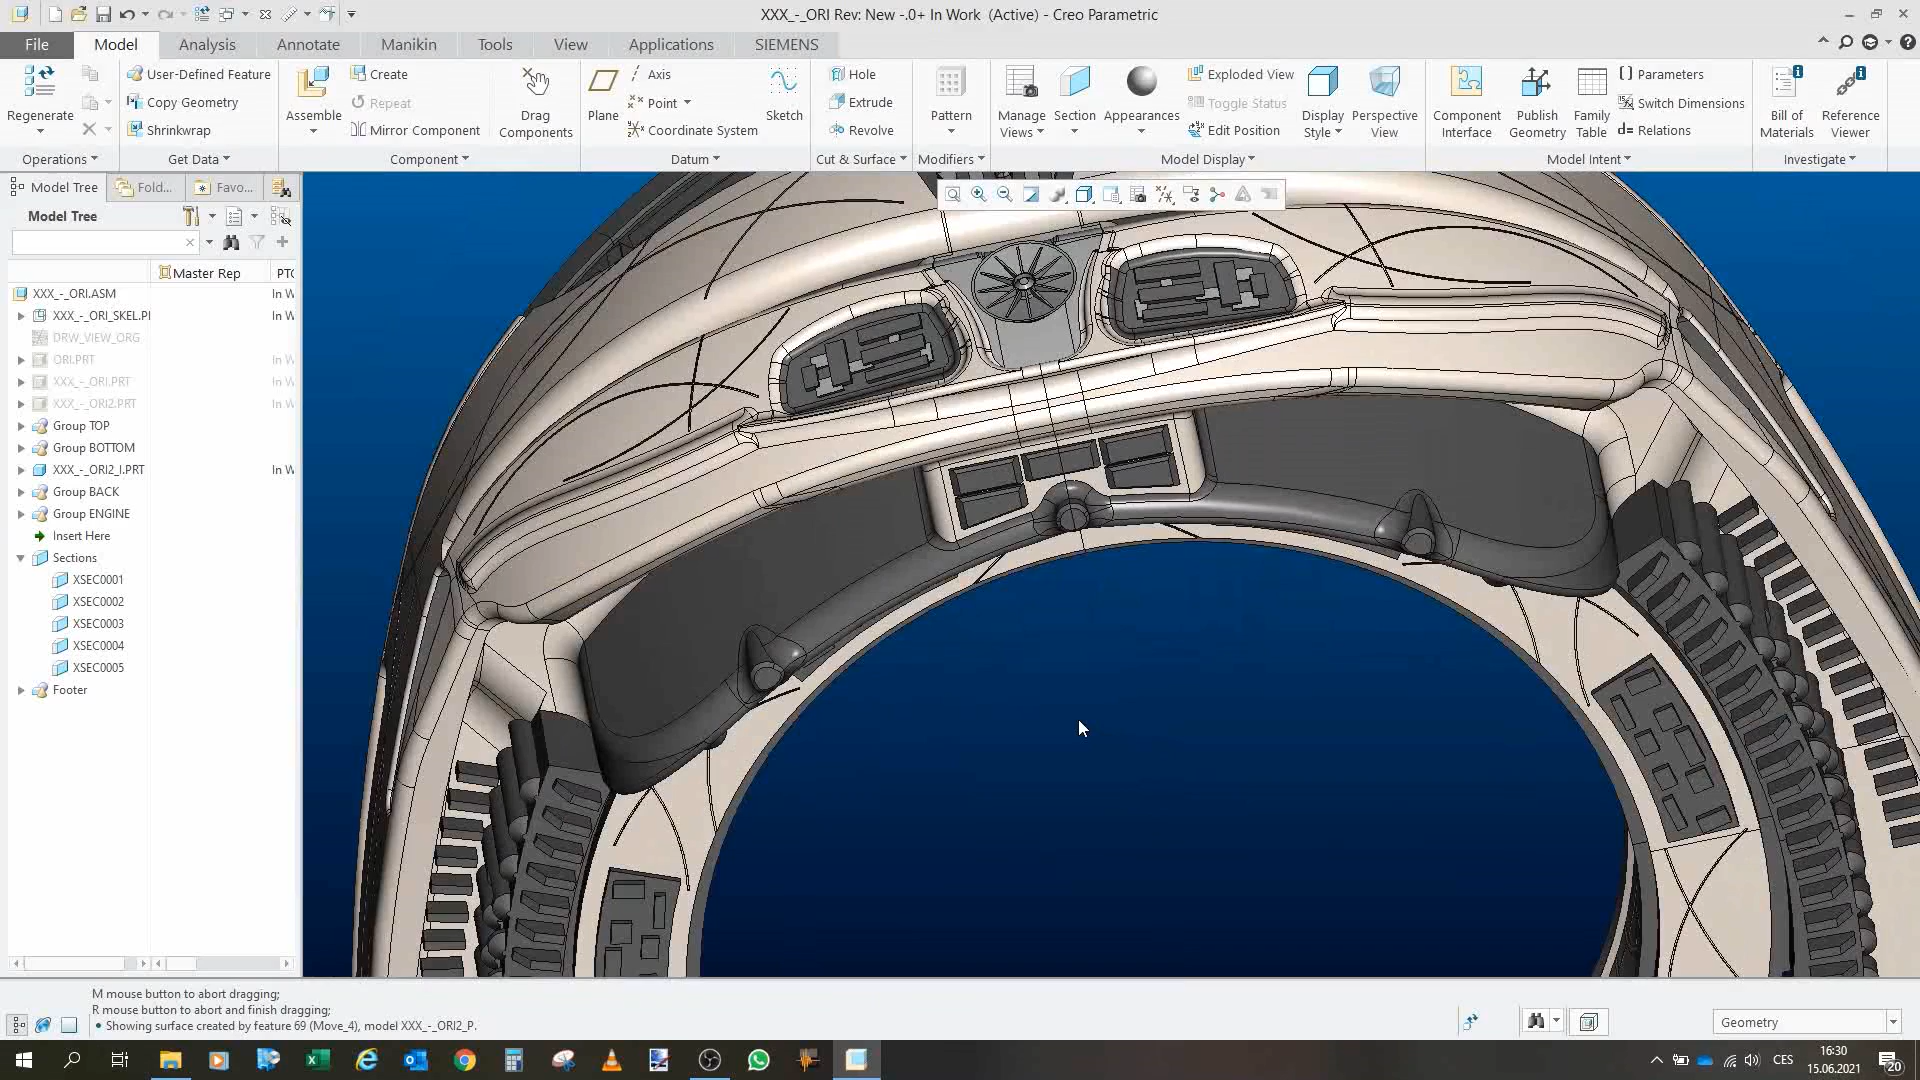 XXX_-_ORI Rev: New -.0+ In Work  (Active) - Creo Parametric
File
Model
Analysis
Annotate
Manikin
Tools
View
Applications
SIEMENS
Regenerate
User-Defined Feature
Copy Geometry
Shrinkwrap
Assemble
Create
Repeat
Mirror Component
Drag
Components
Plane
Axis
Point
Coordinate System
Sketch
Hole
Extrude
Revolve
Pattern
Manage
Views
Section
Appearances
Exploded View
Toggle Status
Edit Position
Display
Style
Perspective
View
Component
Interface
Publish
Geometry
Family
Table
Parameters
Switch Dimensions
Relations
Bill of
Materials
Reference
Viewer
Operations
Get Data
Component
Datum
Cut & Surface
Modifiers
Model Display
Model Intent
Investigate
Model Tree
Fold...
Favo...
Model Tree
Master Rep
PTC
XXX_-_ORI.ASM
In W
XXX_-_ORI_SKEL.PI
In W
DRW_VIEW_ORG
ORI.PRT
In W
XXX_-_ORI.PRT
In W
XXX_-_ORI2.PRT
In W
Group TOP
Group BOTTOM
XXX_-_ORI2_I.PRT
In W
Group BACK
Group ENGINE
Insert Here
Sections
XSEC0001
XSEC0002
XSEC0003
XSEC0004
XSEC0005
Footer
M mouse button to abort dragging;
R mouse button to abort and finish dragging;
• Showing surface created by feature 69 (Move_4), model XXX_-_ORI2_P.
Geometry
CES
16:30
15.06.2021
20